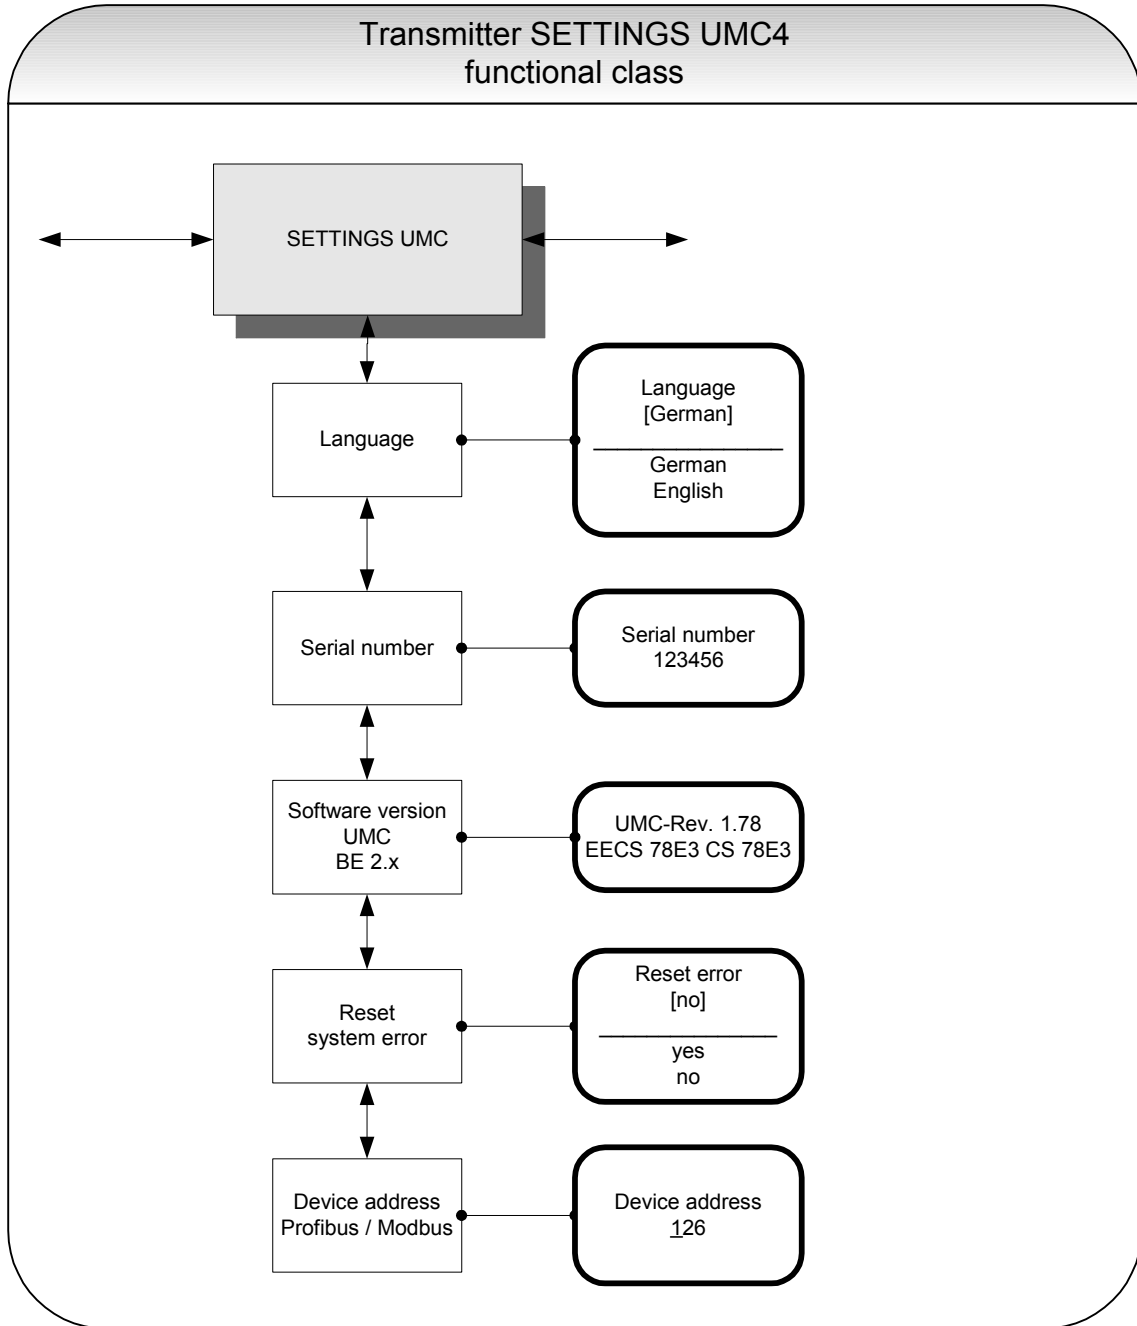 Transmitter SETTINGS UMC4
functional class
SETTINGS UMC
Language
Language
[German]
German
English
Serial number
Serial number
123456
Software version
UMC
BE 2.x
UMC-Rev. 1.78
EECS 78E3 CS 78E3
Reset
system error
Reset error
[no]
yes
no
Device address
Profibus / Modbus
Device address
126